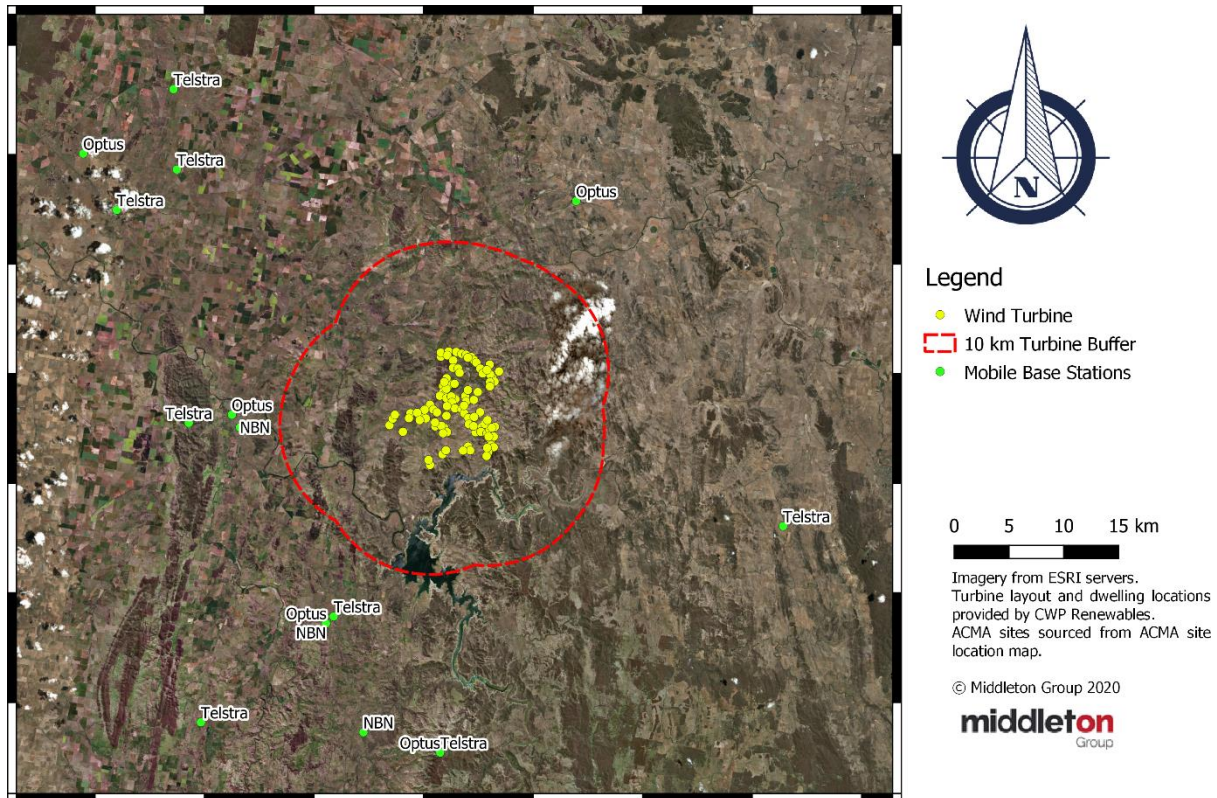 Telstra
Optus
Telstra
Telstra
Optus
Telstra
Optus
NBN
Telstra
Optus
Telstra
NBN
Telstra
NBN
OptusTelstra
N
Legend
Wind Turbine
10 km Turbine Buffer
Mobile Base Stations
0 5 10 15 km
Imagery from ESRI servers.
Turbine layout and dwelling locations
provided by CWP Renewables.
ACMA sites sourced from ACMA site
location map.
© Middleton Group 2020
middleton
Group